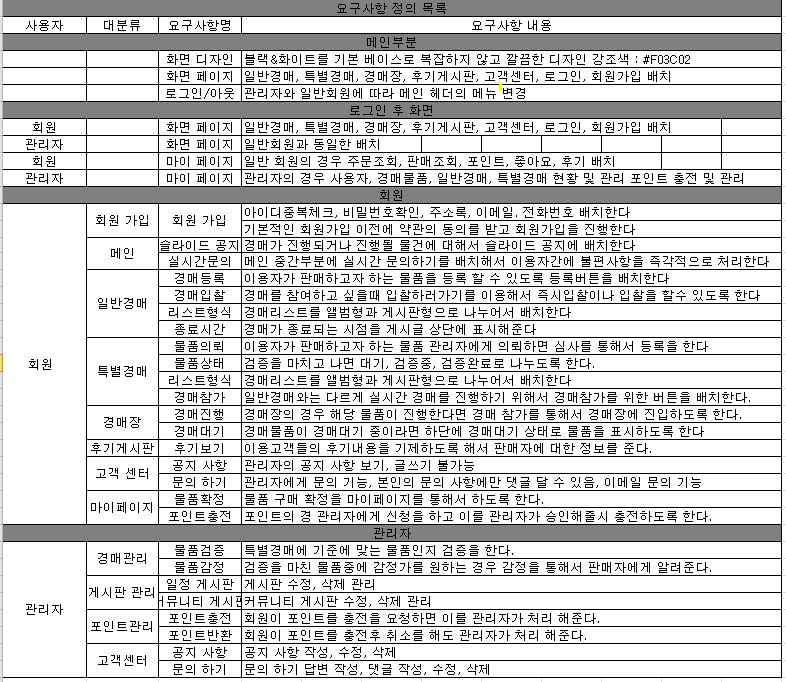 요구사항 정의 목록
사용자 대분류 요구사항명 요구사항 내용
메인부분
화면 디자인 블랙&화이트를 기본 베이스로 복잡하지 않고 깔끔한 디자인 강조색 : #F03C02
화면 페이지 일반경매, 특별경매, 경매장, 후기게시판, 고객센터, 로그인, 회원가입 배치
로그인/아웃 관리자와 일반회원에 따라 메인 헤더의 메뉴 변경
로그인 후 화면
회원 화면 페이지 일반경매, 특별경매, 경매장, 후기게시판, 고객센터, 로그인, 회원가입 배치
관리자 화면 페이지 일반회원과 동일한 배치
회원 마이 페이지 일반 회원의 경우 주문조회, 판매조회, 포인트, 좋아요, 후기 배치
관리자 마이 페이지 관리자의 경우 사용자, 경매물품, 일반경매, 특별경매 현황 및 관리 포인트 충전 및 관리
회원
회원 회원 가입 회원 가입 아이디중복체크, 비밀번호확인, 주소록, 이메일. 전화번호 배치한다
기본적인 회원가입 이전에 약관의 동의를 받고 회원가입을 진행한다
메인 슬라이드 공지 경매가 진행되거나 진행될 물건에 대해서 슬라이드 공지에 배치한다
실시간문의 메인 중간부분에 실시간 문의하기를 배치해서 이용자간에 불편사항을 즉각적으로 처리한다
일반경매 경매등록 이용자가 판매하고자 하는 물품을 등록 할 수 있도록 등록버튼을 배치한다
경매입찰 경매를 참여하고 싶을때 입찰하러가기를 이용해서 즉시입찰이나 입찰을 할수 있도록 한다
리스트형식 경매리스트를 앨범형과 게시판형으로 나누어서 배치한다
종료시간 경매가 종료되는 시점을 게시글 상단에 표시해준다
특별경매 물품의뢰 이용자가 판매하고자 하는 물품 관리자에게 의뢰하면 심사를 통해서 등록을 한다
물품상태 검증을 마치고 나면 대기, 검증중, 검증완료로 나누도록 한다.
리스트형식 경매리스트를 앨범형과 게시판형으로 나누어서 배치한다
경매참가 일반경매와는 다르게 실시간 경매를 진행하기 위해서 경매참가를 위한 버튼을 배치한다.
경매장 경매진행 경매장의 경우 해당 물품이 진행한다면 경매 참가를 통해서 경매장에 진입하도록 한다.
경매대기 경매물품이 경매대기 중이라면 하단에 경매대기 상태로 물품을 표시하도록 한다
후기게시판 후기보기 이용고객들의 후기내용을 기제하도록 해서 판매자에 대한 정보를 준다.
고객 센터 공지 사항 관리자의 공지 사항 보기, 글쓰기 불가능
문의 하기 관리자에게 문의 기능, 본인의 문의 사항에만 댓글 달 수 있음, 이메일 문의 기능
마이페이지 물품확정 물품 구매 확정을 마이페이지를 통해서 하도록 한다.
포인트충전 포인트의 경 관리자에게 신청을 하고 이를 관리자가 승인해줄시 충전하도록 한다.
관리자
관리자 경매관리 물품검증 특별경매에 기준에 맞는 물품인지 검증을 한다.
물품감정 검증을 마친 물품중에 감정가를 원하는 경우 감정을 통해서 판매자에게 알려준다.
게시판 관리 일정 게시판 게시판 수정, 삭제 관리
커뮤니티 게시판 커뮤니티 게시판 수정, 삭제 관리
포인트관리 포인트충전 회원이 포인트를 충전을 요청하면 이를 관리자가 처리 해준다.
포인트반환 회원이 포인트를 충전후 취소를 해도 관리자가 처리 해준다.
고객센터 공지 사항 공지 사항 작성, 수정, 삭제
문의 하기 문의 하기 답변 작성, 댓글 작성, 수정, 삭제